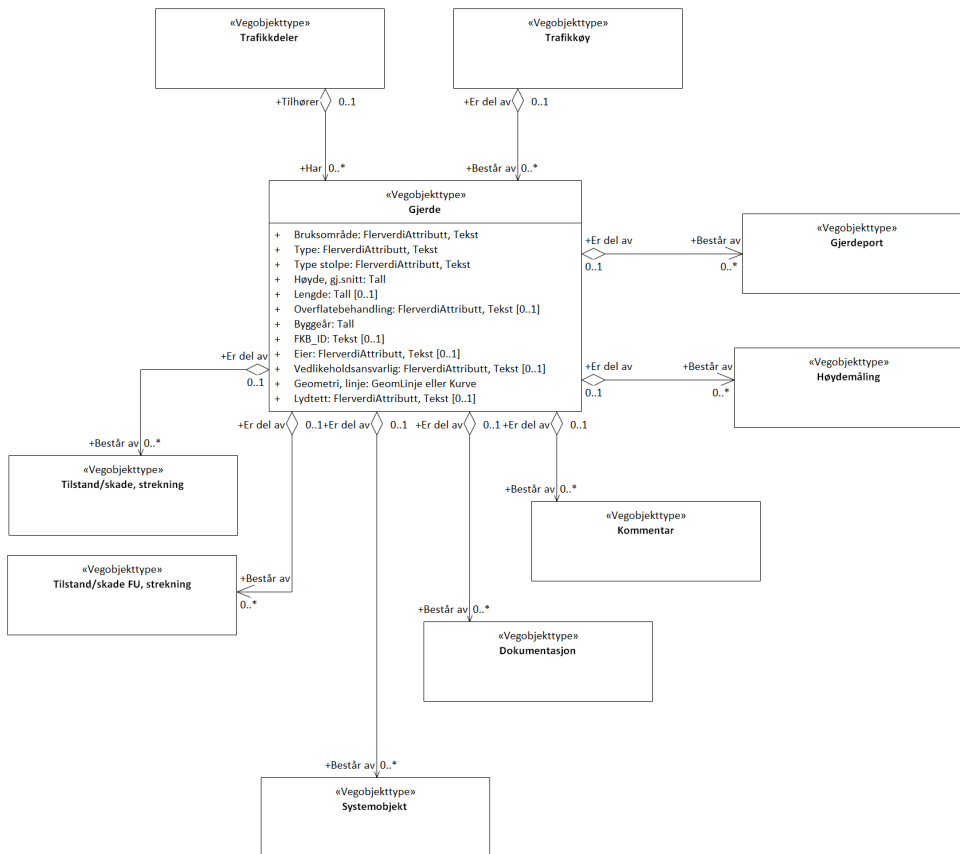 «Vegobjekttype»
Trafikkdeler
«Vegobjekttype»
Trafikkøy
+Tilhører 0..1
+Er del av 0..1
+Har 0..*
+Består av 0..*
«Vegobjekttype»
Gjerde
+ Bruksområde: FlerverdiAttributt, Tekst
+ Type: FlerverdiAttributt, Tekst
+ Type stolpe: FlerverdiAttributt, Tekst
+ Høyde, gj.snitt: Tall
+ Lengde: Tall [0..1]
+ Overflatebehandling: FlerverdiAttributt, Tekst [0..1]
+ Byggeår: Tall
+ FKB_ID: Tekst [0..1]
+ Eier: FlerverdiAttributt, Tekst [0..1]
+ Vedlikeholdsansvarlig: FlerverdiAttributt, Tekst [0..1]
+ Geometri, linje: GeomLinje eller Kurve
+ Lydtett: FlerverdiAttributt, Tekst [0..1]
+Er del av
0..1
+Består av
0..*
«Vegobjekttype»
Gjerdeport
+Er del av
0..1
+Består av
0..*
«Vegobjekttype»
Høydemåling
+Er del av
0..1
+Består av 0..*
«Vegobjekttype»
Tilstand/skade, strekning
+Er del av 0..1
+Er del av 0..1
+Er del av 0..1
+Er del av 0..1
+Består av 0..*
«Vegobjekttype»
Kommentar
«Vegobjekttype»
Tilstand/skade FU, strekning
+Består av
0..*
+Består av 0..*
«Vegobjekttype»
Dokumentasjon
+Består av 0..*
«Vegobjekttype»
Systemobjekt